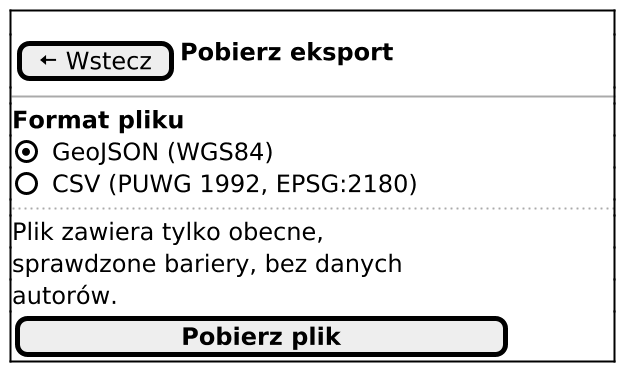 ← Wstecz Pobierz eksport
Format pliku
GeoJSON (WGS84)
CSV (PUWG 1992, EPSG:2180)
Plik zawiera tylko obecne,
sprawdzone bariery, bez danych
autorów.
Pobierz plik